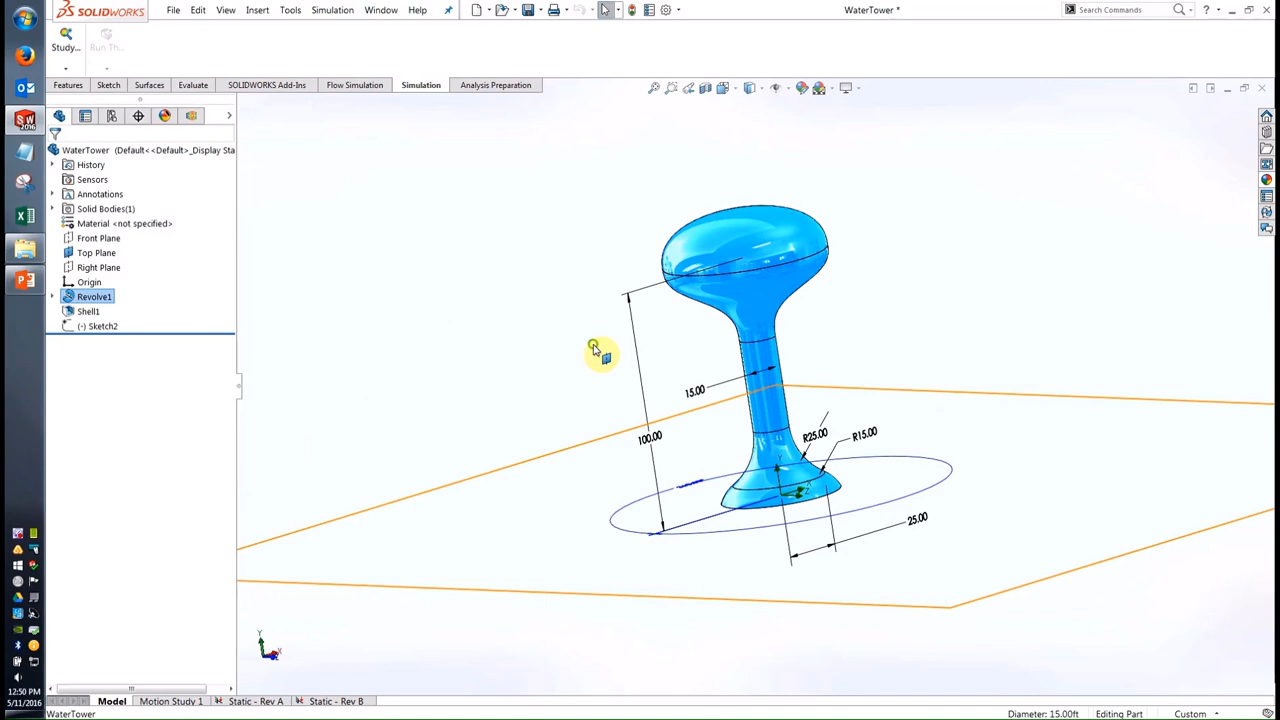 SOLIDWORKS File Edit View Insert Tools Simulation Window Help WaterTower * Search Commands
Study... Run Th...
Features Sketch Surfaces Evaluate SOLIDWORKS Add-Ins Flow Simulation Simulation Analysis Preparation
WaterTower (Default<<Default>_Display Sta
History
Sensors
Annotations
Solid Bodies(1)
Material <not specified>
Front Plane
Top Plane
Right Plane
Origin
Revolve1
Shell1
(-) Sketch2
15.00
100.00
R25.00
R15.00
25.00
Y
X
Z
Y
X
Z
12:50 PM
5/11/2016
Model Motion Study 1 Static - Rev A Static - Rev B
WaterTower Diameter: 15.00ft Editing Part Custom
SW
2016